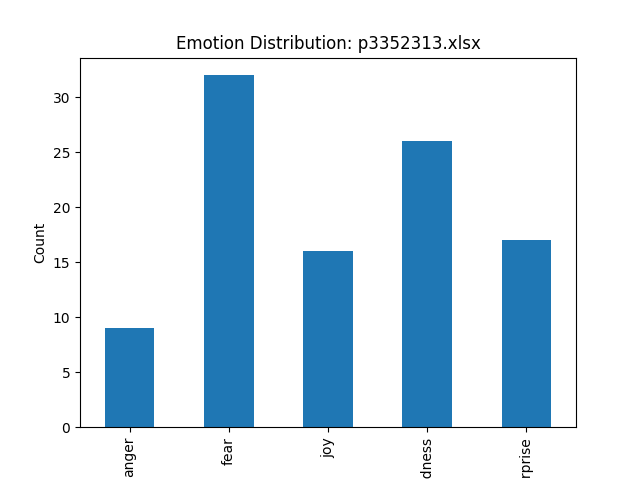 Emotion Distribution: p3352313.xlsx
Count
30
25
20
15
10
5
0
anger
fear
joy
dness
rprise